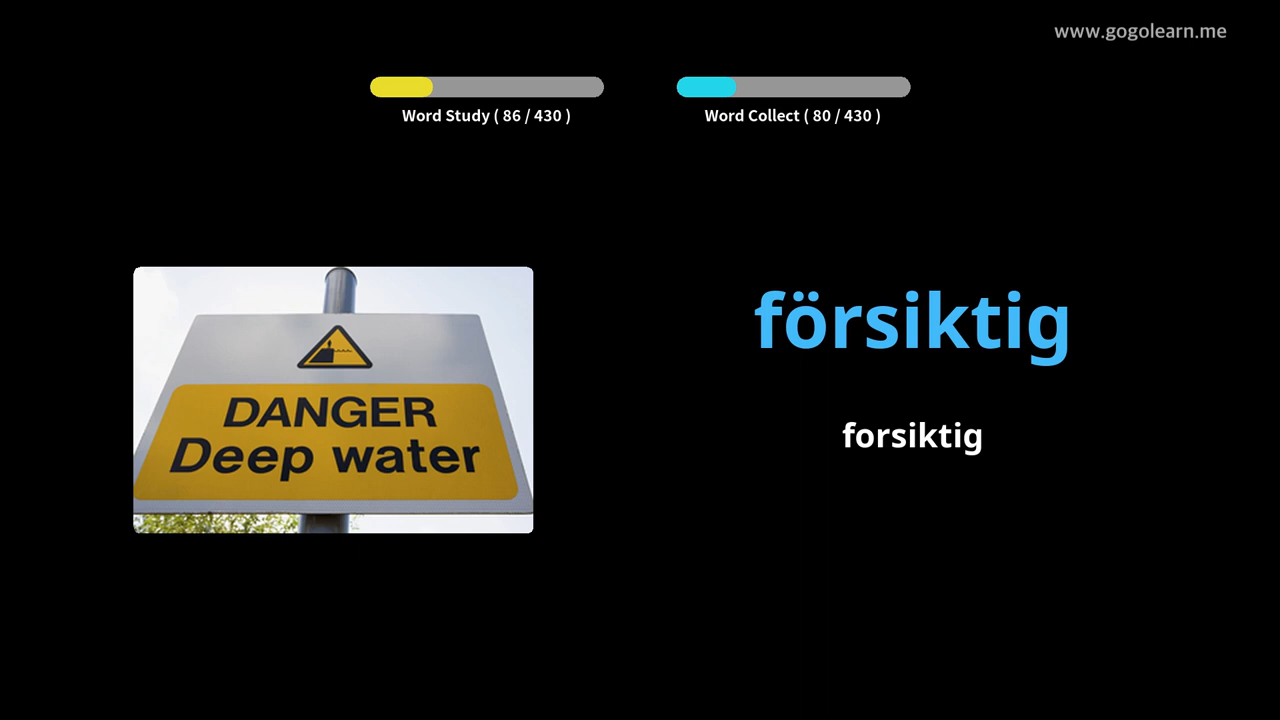 www.gogolearn.me
Word Study ( 86 / 430 )
Word Collect ( 80 / 430 )
DANGER
Deep water
försiktig
forsiktig